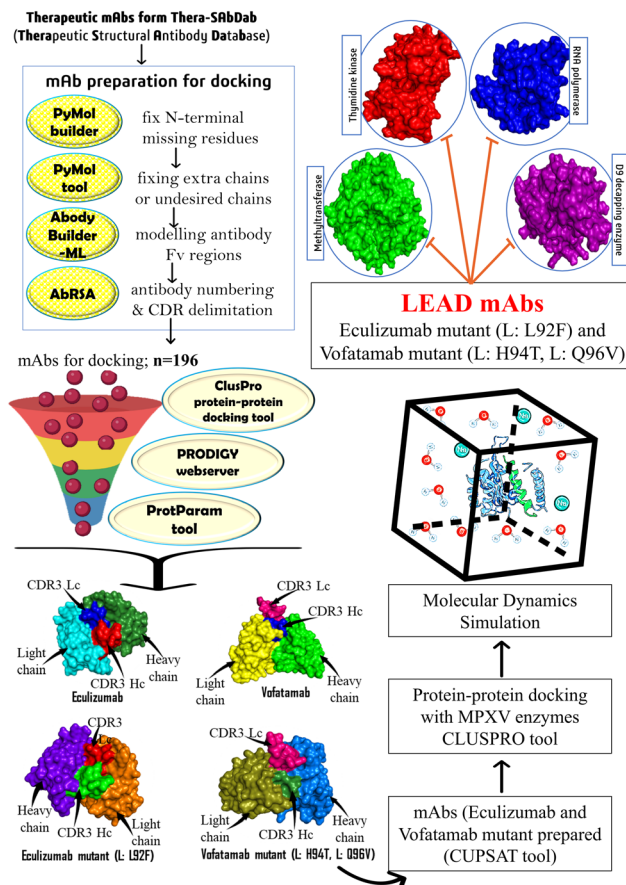 Therapeutic mAbs form Thera-SAbDab
(Therapeutic Structural Antibody Database)
mAb preparation for docking
PyMol
builder
fix N-terminal
missing residues
PyMol
tool
fixing extra chains
or undesired chains
Abody
Builder
-ML
modelling antibody
Fv regions
AbRSA
antibody numbering
& CDR delimitation
mAbs for docking; n=196
ClusPro
protein-protein
docking tool
PRODIGY
webserver
ProtParam
tool
CDR3 Lc
Light
chain
CDR3 Hc
Heavy
chain
Eculizumab
CDR3 Lc
CDR3 Hc
Light
chain
Heavy
chain
Vofatamab
CDR3
Lc
Heavy
chain
CDR3 Hc
Light
chain
Eculizumab mutant (L: L92F)
CDR3 Lc
Light
chain
CDR3 Hc
Heavy
chain
Vofatamab mutant (L: H94T, L: Q96V)
mAbs (Eculizumab and
Vofatamab mutant prepared
(CUPSAT tool)
Protein-protein docking
with MPXV enzymes
CLUSPRO tool
Molecular Dynamics
Simulation
Thymidine kinase
RNA polymerase
Methyltransferase
D9 decapping enzyme
LEAD mAbs
Eculizumab mutant (L: L92F) and
Vofatamab mutant (L: H94T, L: Q96V)